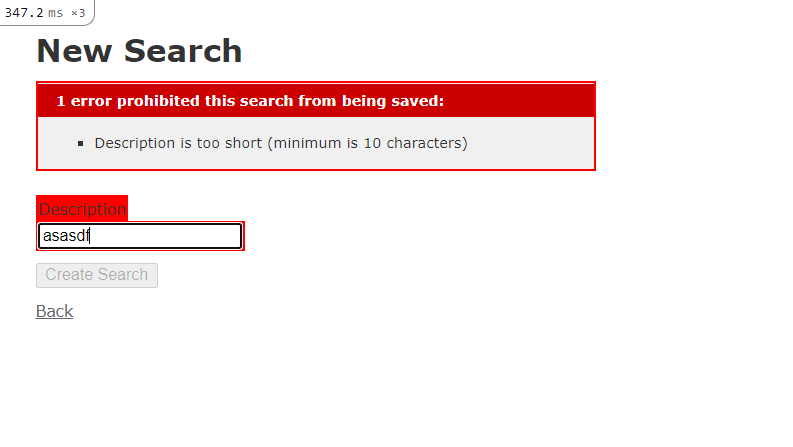 347.2 ms ×3
New Search
1 error prohibited this search from being saved:
Description is too short (minimum is 10 characters)
Description
asasdf
Create Search
Back